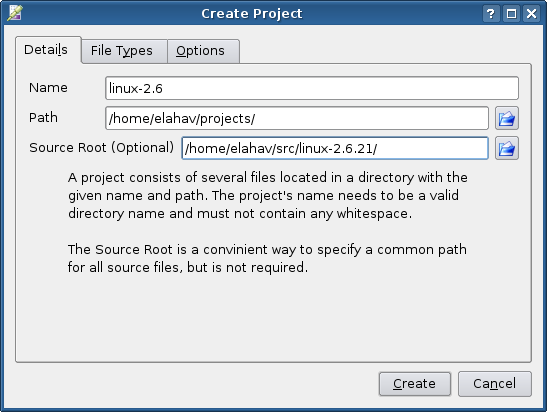 Create Project
?
Details
File Types
Options
Name
linux-2.6
Path
/home/elahav/projects/
Source Root (Optional)
/home/elahav/src/linux-2.6.21/
A project consists of several files located in a directory with the
given name and path. The project's name needs to be a valid
directory name and must not contain any whitespace.
The Source Root is a convinient way to specify a common path
for all source files, but is not required.
Create
Cancel